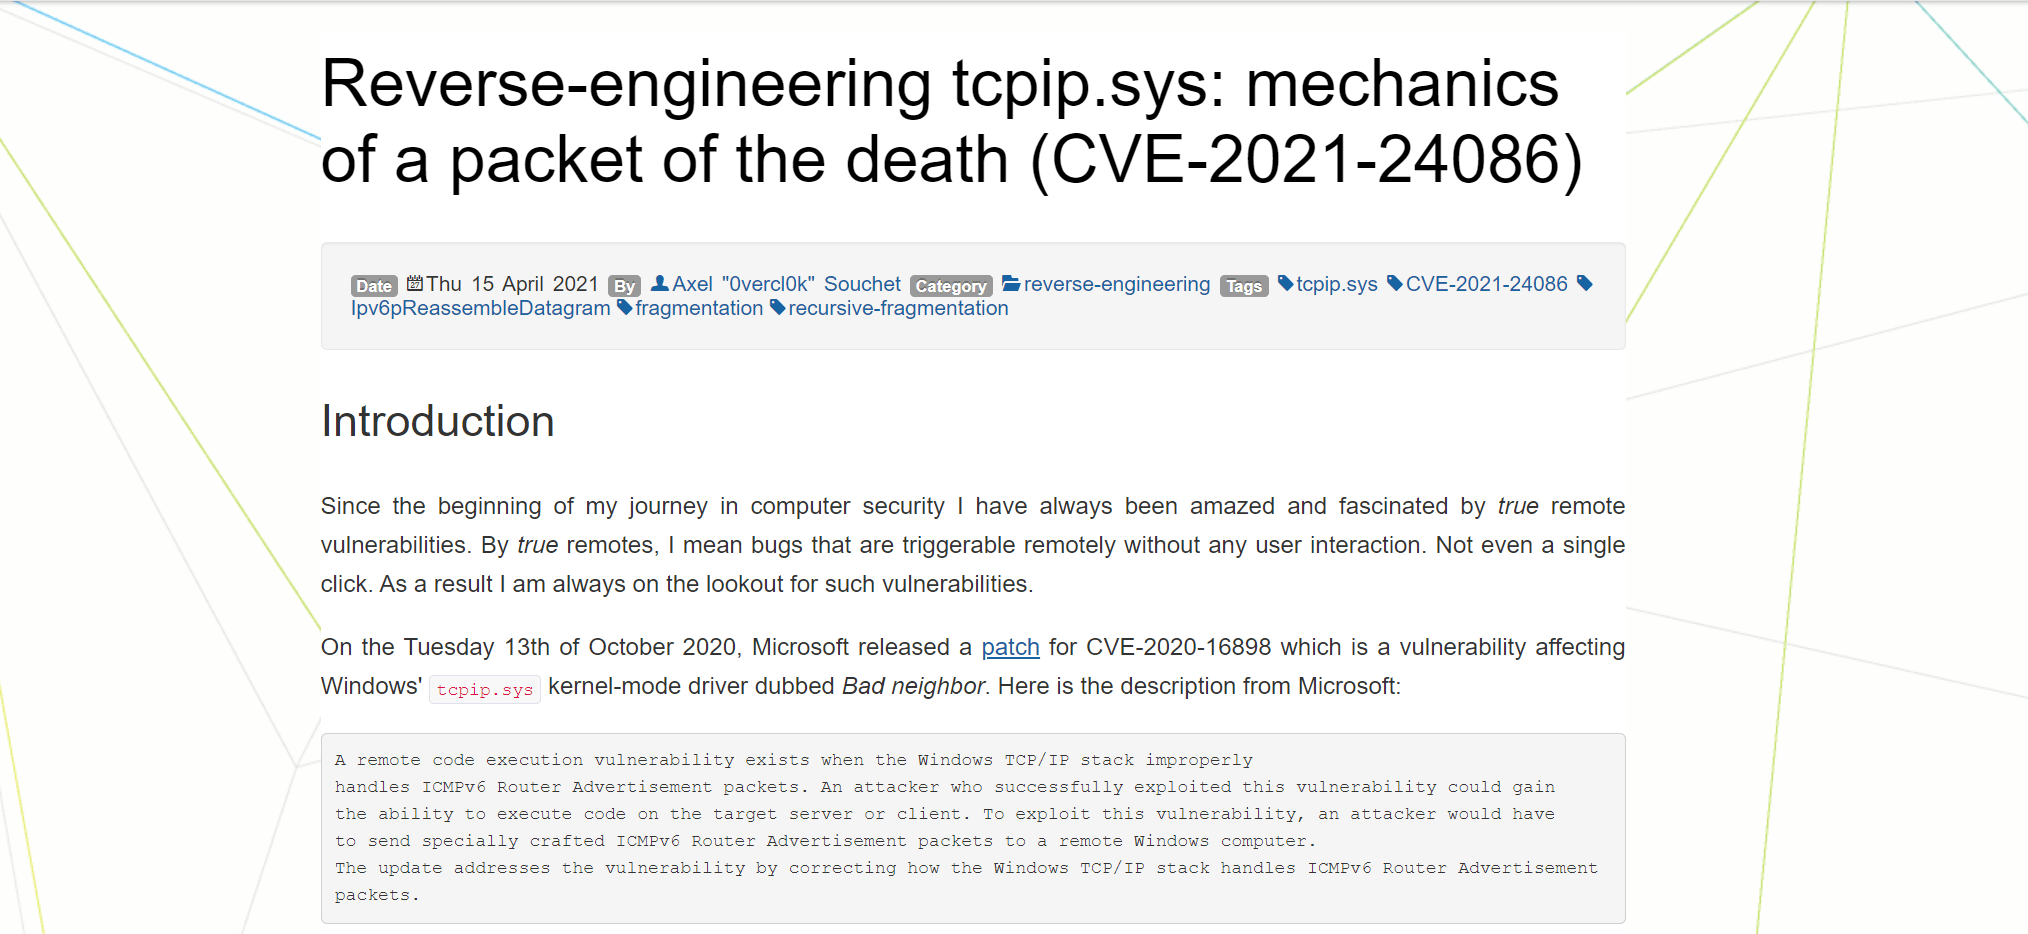 Reverse-engineering tcpip.sys: mechanics
of a packet of the death (CVE-2021-24086)
Date Thu 15 April 2021 By Axel "0vercl0k" Souchet Category reverse-engineering Tags tcpip.sys CVE-2021-24086
Ipv6pReassembleDatagram fragmentation recursive-fragmentation
Introduction
Since the beginning of my journey in computer security I have always been amazed and fascinated by true remote
vulnerabilities. By true remotes, I mean bugs that are triggerable remotely without any user interaction. Not even a single
click. As a result I am always on the lookout for such vulnerabilities.
On the Tuesday 13th of October 2020, Microsoft released a patch for CVE-2020-16898 which is a vulnerability affecting
Windows' tcpip.sys kernel-mode driver dubbed Bad neighbor. Here is the description from Microsoft:
A remote code execution vulnerability exists when the Windows TCP/IP stack improperly
handles ICMPv6 Router Advertisement packets. An attacker who successfully exploited this vulnerability could gain
the ability to execute code on the target server or client. To exploit this vulnerability, an attacker would have
to send specially crafted ICMPv6 Router Advertisement packets to a remote Windows computer.
The update addresses the vulnerability by correcting how the Windows TCP/IP stack handles ICMPv6 Router Advertisement
packets.